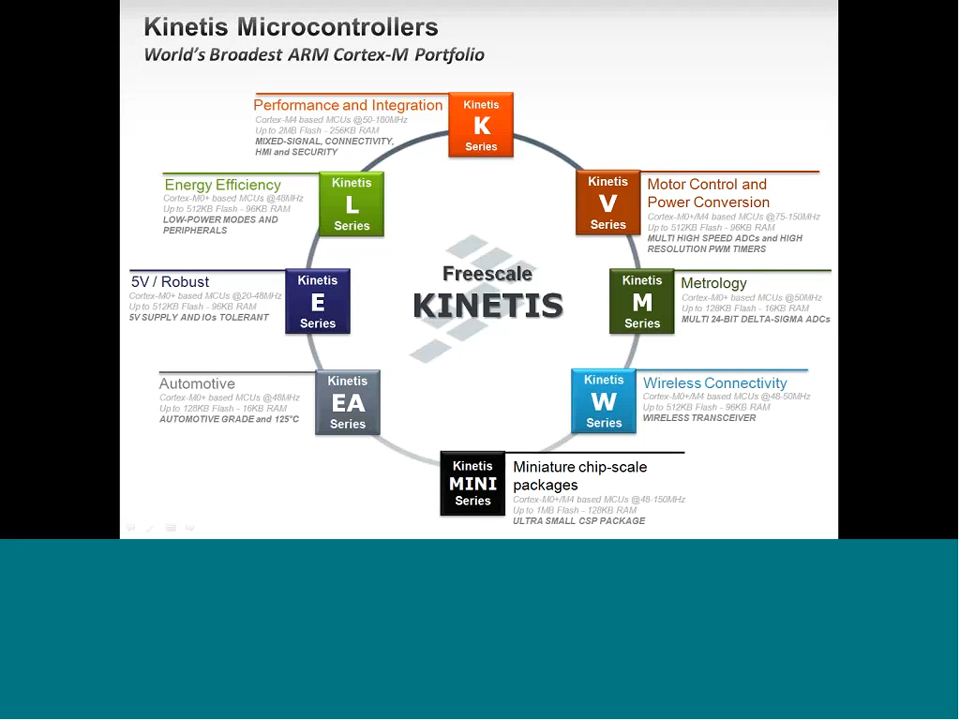 Kinetis Microcontrollers
World's Broadest ARM Cortex-M Portfolio
Performance and Integration
Cortex-M4 based MCUs @50-180MHz
Up to 2MB Flash - 256KB RAM
MIXED-SIGNAL, CONNECTIVITY,
HMI and SECURITY
Kinetis
K
Series
Energy Efficiency
Cortex-M0+ based MCUs @48MHz
Up to 512KB Flash - 96KB RAM
LOW-POWER MODES AND
PERIPHERALS
Kinetis
L
Series
Kinetis
V
Series
Motor Control and
Power Conversion
Cortex-M0+/M4 based MCUs @75-150MHz
Up to 512KB Flash - 96KB RAM
MULTI HIGH SPEED ADCs and HIGH
RESOLUTION PWM TIMERS
5V / Robust
Cortex-M0+ based MCUs @20-48MHz
Up to 512KB Flash - 96KB RAM
5V SUPPLY AND IOs TOLERANT
Kinetis
E
Series
Freescale
KINETIS
Kinetis
M
Series
Metrology
Cortex-M0+ based MCUs @50MHz
Up to 128KB Flash - 16KB RAM
MULTI 24-BIT DELTA-SIGMA ADCs
Automotive
Cortex-M0+ based MCUs @48MHz
Up to 128KB Flash - 16KB RAM
AUTOMOTIVE GRADE and 125°C
Kinetis
EA
Series
Kinetis
W
Series
Wireless Connectivity
Cortex-M0+/M4 based MCUs @48-50MHz
Up to 512KB Flash - 96KB RAM
WIRELESS TRANSCEIVER
Kinetis
MINI
Series
Miniature chip-scale
packages
Cortex-M0+/M4 based MCUs @48-150MHz
Up to 1MB Flash - 128KB RAM
ULTRA SMALL CSP PACKAGE